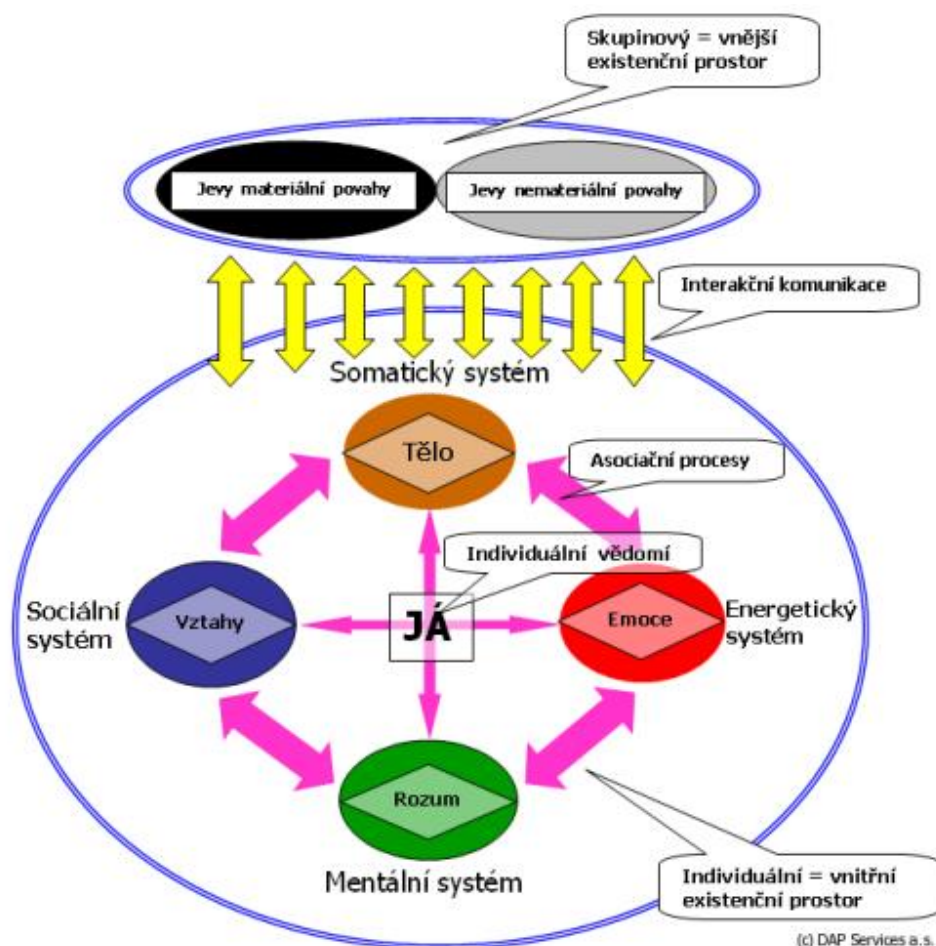 Skupinový = vnější
existenční prostor
Jevy materiální povahy
Jevy nemateriální povahy
Interakční komunikace
Somatický systém
Tělo
Asociační procesy
Individuální vědomí
Sociální
systém
Vztahy
JÁ
Emoce
Energetický
systém
Rozum
Mentální systém
Individuální = vnitřní
existenční prostor
(c) DAP Services a.s.